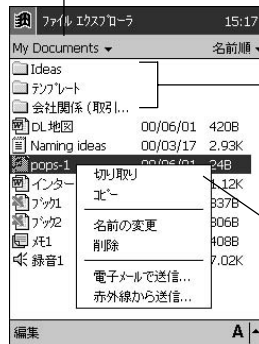 ﾌｧｲﾙ ｴｸｽﾌﾟﾛｰﾗ 15:17
My Documents 名前順
Ideas
ﾃﾝﾌﾟﾚｰﾄ
会社関係 (取引...
DL地図 00/06/01 420B
Naming ideas 00/03/17 2.93K
pops-1 00/06/01 24B
インター 1.12K
ﾌﾞｯｸ1 837B
ﾌﾞｯｸ2 806B
ﾒﾓ1 408B
録音1 7.02K
切り取り
ｺﾋﾟｰ
名前の変更
削除
電子ﾒｰﾙで送信...
赤外線から送信...
編集 A